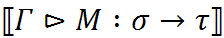 ⟦𝛤 ⊳ 𝑀 : 𝜎 → 𝜏⟧